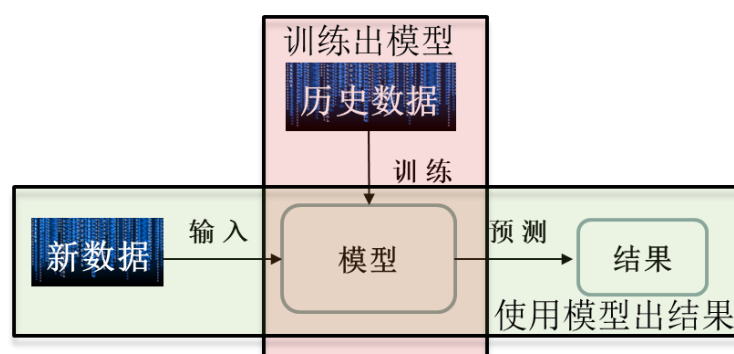 训练出模型
历史数据
训练
新数据
输入
模型
预测
结果
使用模型出结果